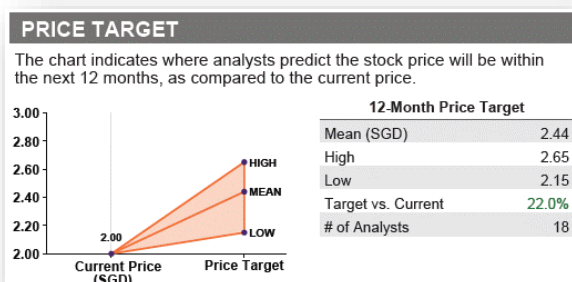 PRICE TARGET
The chart indicates where analysts predict the stock price will be within
the next 12 months, as compared to the current price.
3.00
2.80
2.60
2.40
2.20
2.00
2.00
HIGH
MEAN
LOW
Current Price
(SGD)
Price Target
12-Month Price Target
Mean (SGD) 2.44
High 2.65
Low 2.15
Target vs. Current 22.0%
# of Analysts 18